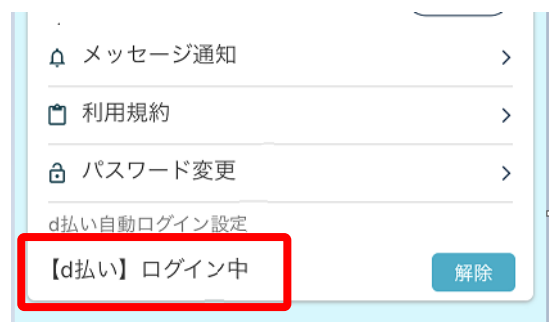 メッセージ通知
利用規約
パスワード変更
d払い自動ログイン設定
【d払い】ログイン中
解除